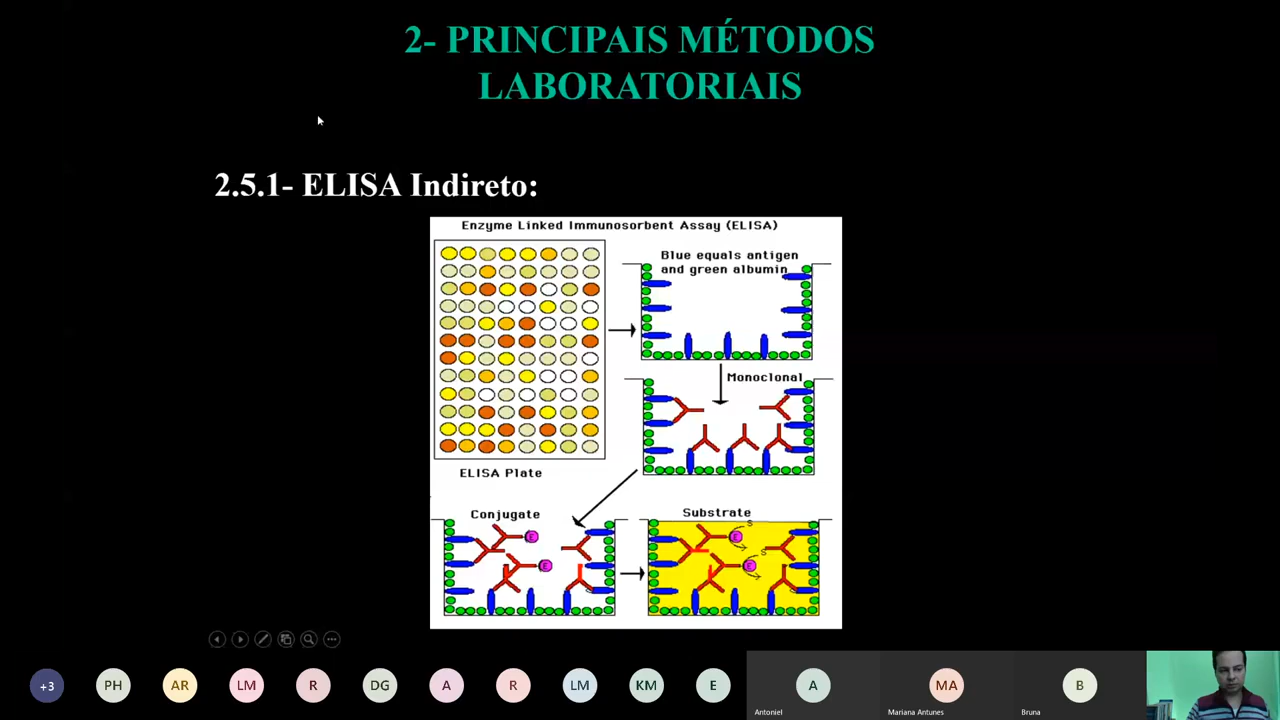 2- PRINCIPAIS MÉTODOS
LABORATORIAIS
2.5.1- ELISA Indireto:
Enzyme Linked Immunosorbent Assay (ELISA)
Blue equals antigen
and green albumin
Monoclonal
ELISA Plate
Conjugate
Substrate
E
E
E
S
E
S
+3
PH
AR
LM
R
DG
A
R
LM
KM
E
A
MA
B
Antoniel
Mariana Antunes
Bruna